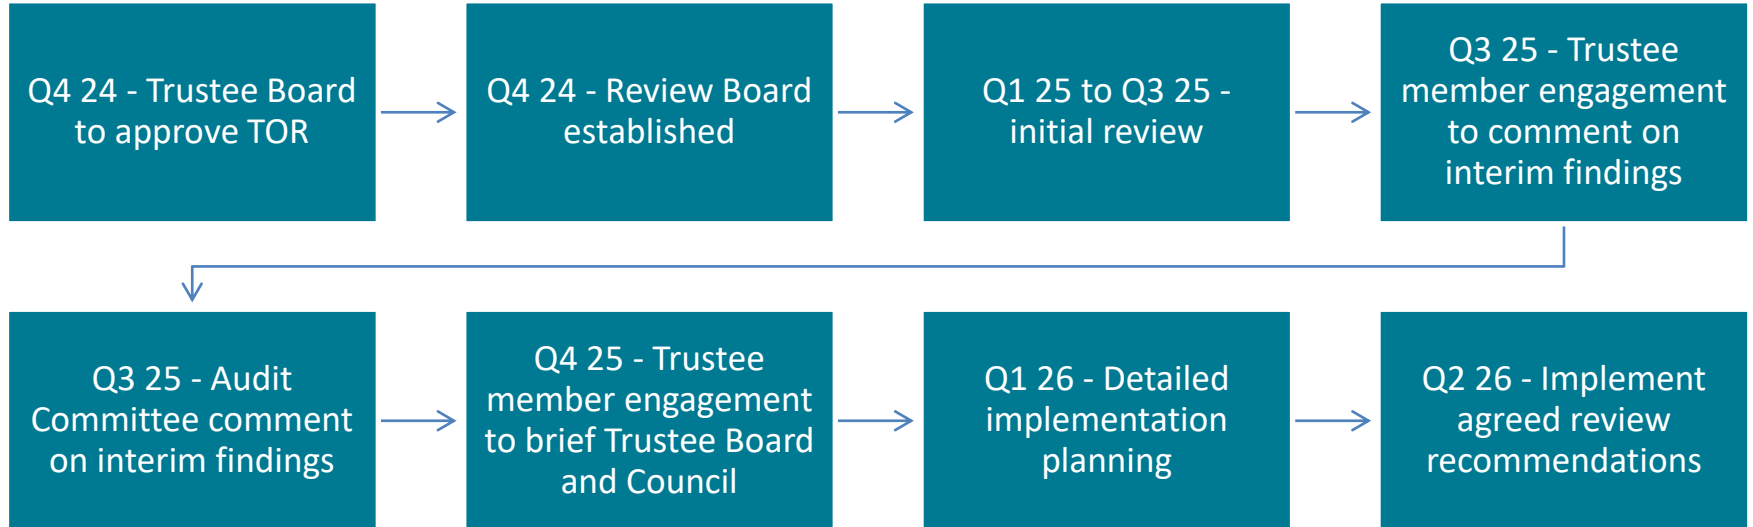 Q4 24 - Trustee Board
to approve TOR
Q4 24 - Review Board
established
Q1 25 to Q3 25 -
initial review
Q3 25 - Trustee
member engagement
to comment on
interim findings
Q3 25 - Audit
Committee comment
on interim findings
Q4 25 - Trustee
member engagement
to brief Trustee Board
and Council
Q1 26 - Detailed
implementation
planning
Q2 26 - Implement
agreed review
recommendations